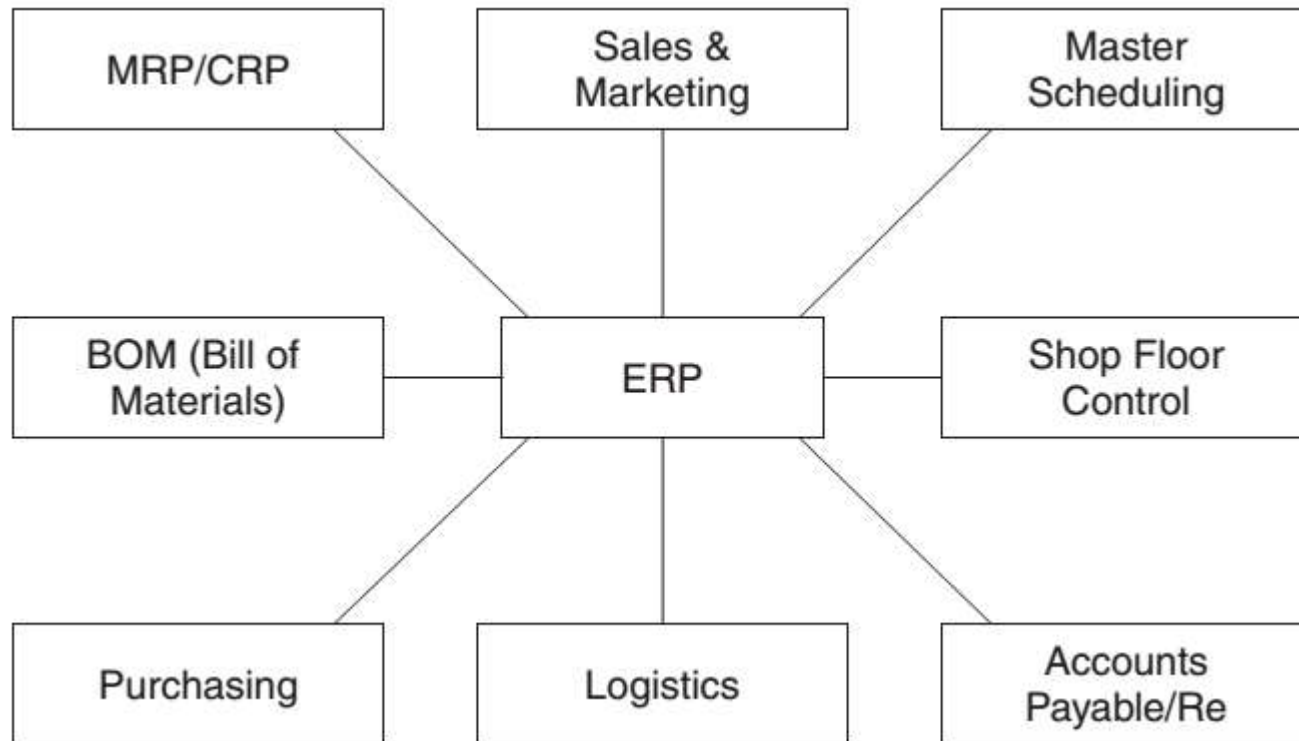 MRP/CRP
Sales &
Marketing
Master
Scheduling
BOM (Bill of
Materials)
ERP
Shop Floor
Control
Purchasing
Logistics
Accounts
Payable/Re